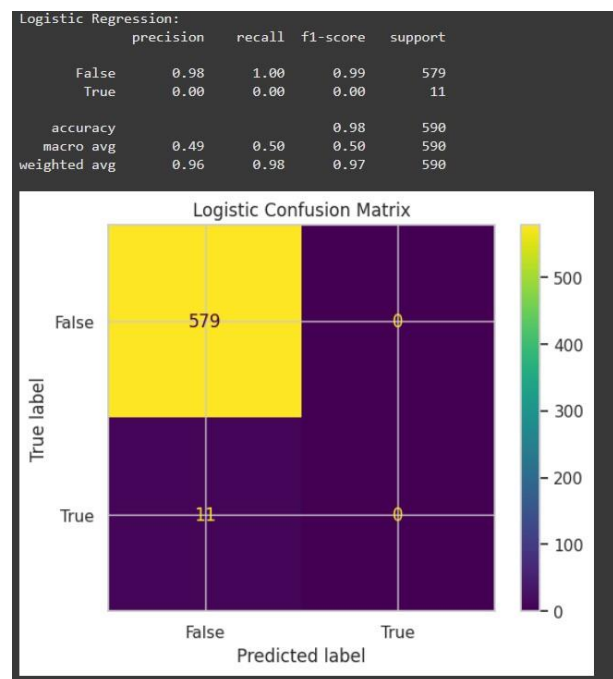 Logistic Regression:
precision recall f1-score support
False 0.98 1.00 0.99 579
True 0.00 0.00 0.00 11
accuracy 0.98 590
macro avg 0.49 0.50 0.50 590
weighted avg 0.96 0.98 0.97 590
Logistic Confusion Matrix
500
False 579 0
400
300
True label
200
True 11 0
100
0
False True
Predicted label